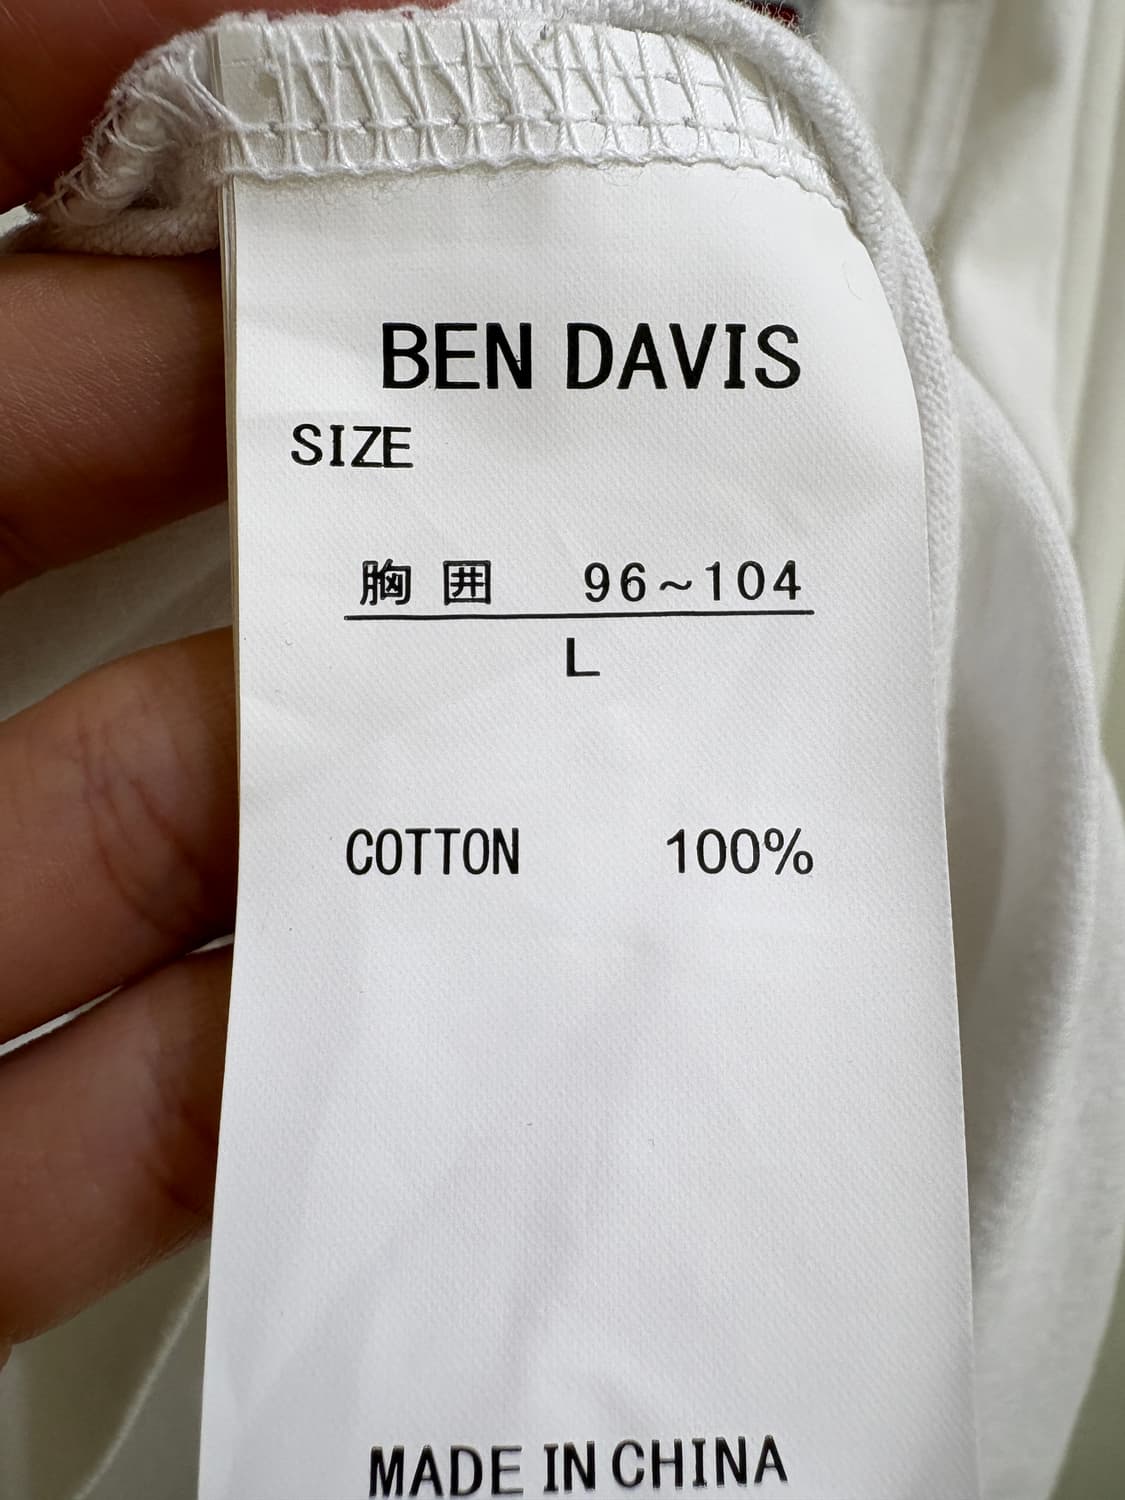 BEN DAVIS
SIZE
胸 囲 96~104
L
COTTON 100%
MADE IN CHINA